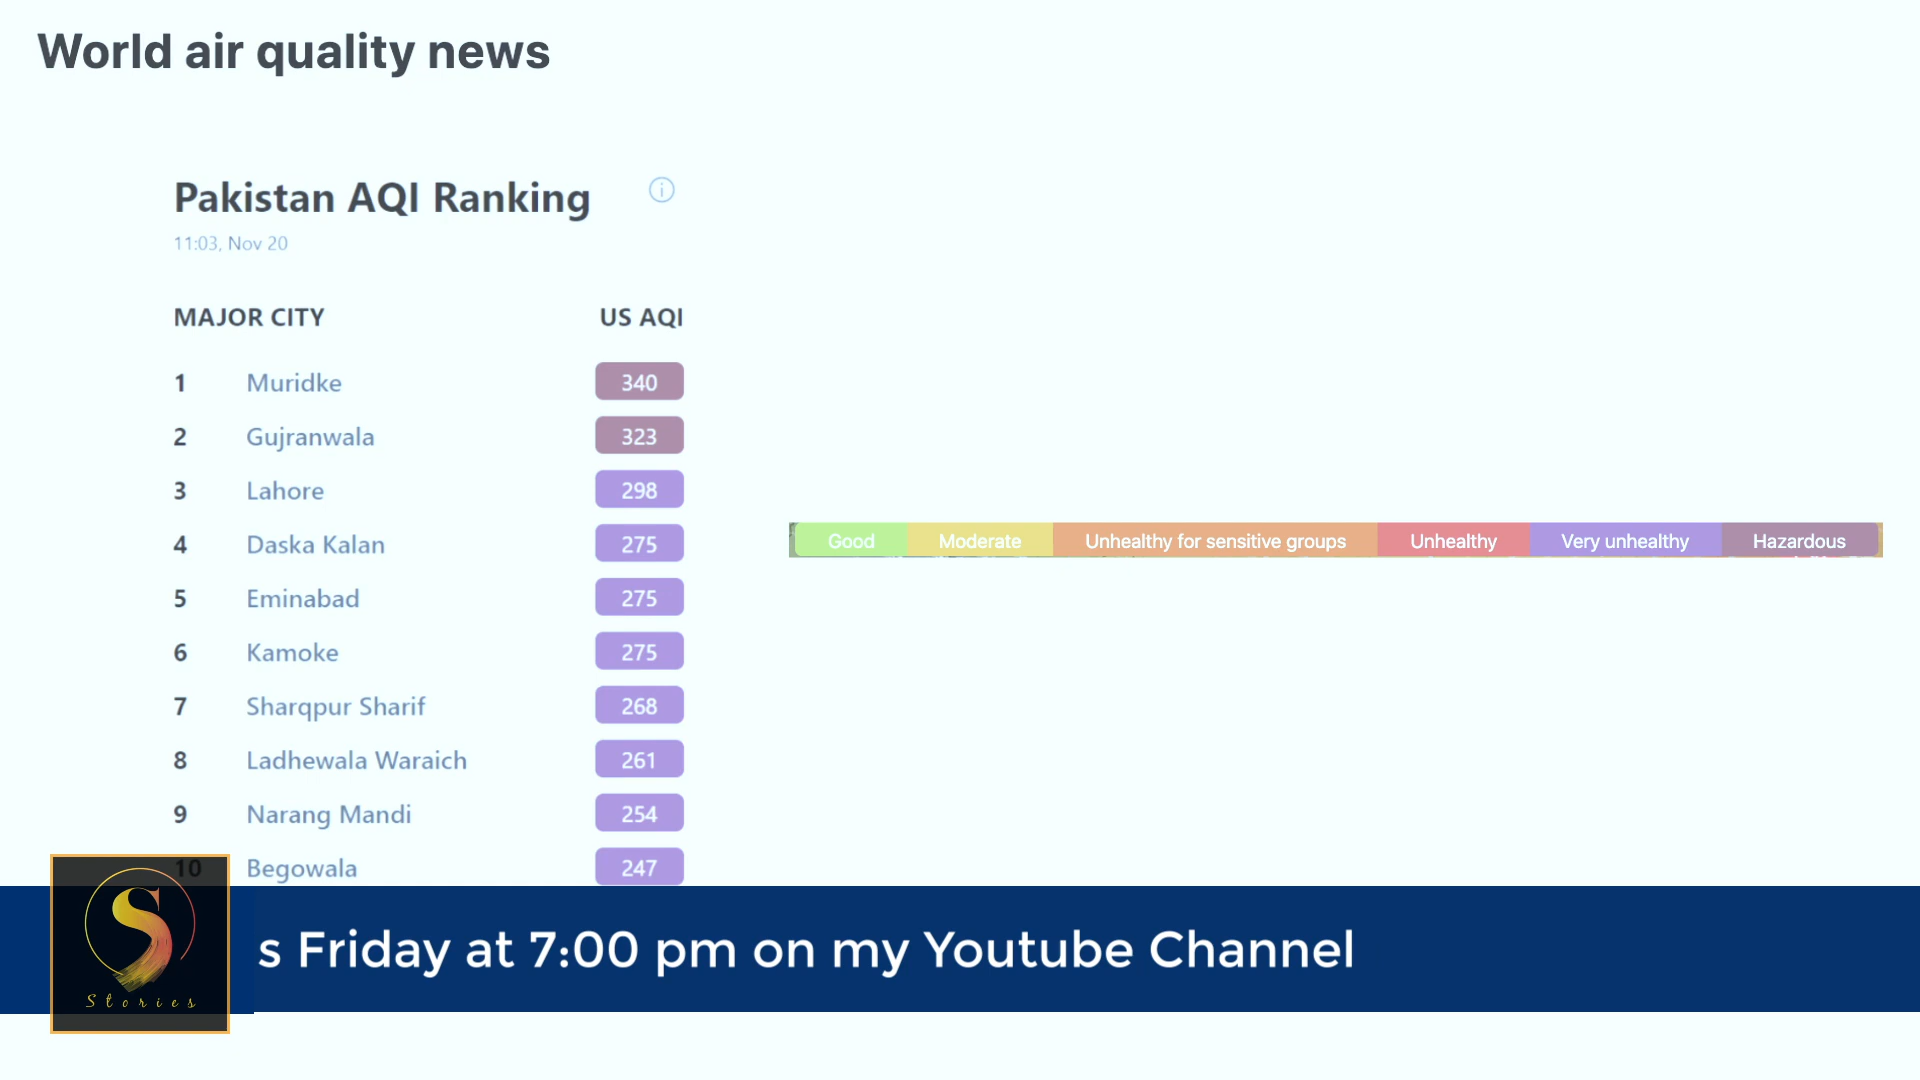 World air quality news
Pakistan AQI Ranking
11:03, Nov 20
MAJOR CITY US AQI
1 Muridke 340
2 Gujranwala 323
3 Lahore 298
4 Daska Kalan 275
5 Eminabad 275
6 Kamoke 275
7 Sharqpur Sharif 268
8 Ladhewala Waraich 261
9 Narang Mandi 254
10 Begowala 247
Good Moderate Unhealthy for sensitive groups Unhealthy Very unhealthy Hazardous
s Friday at 7:00 pm on my Youtube Channel
S
Stories